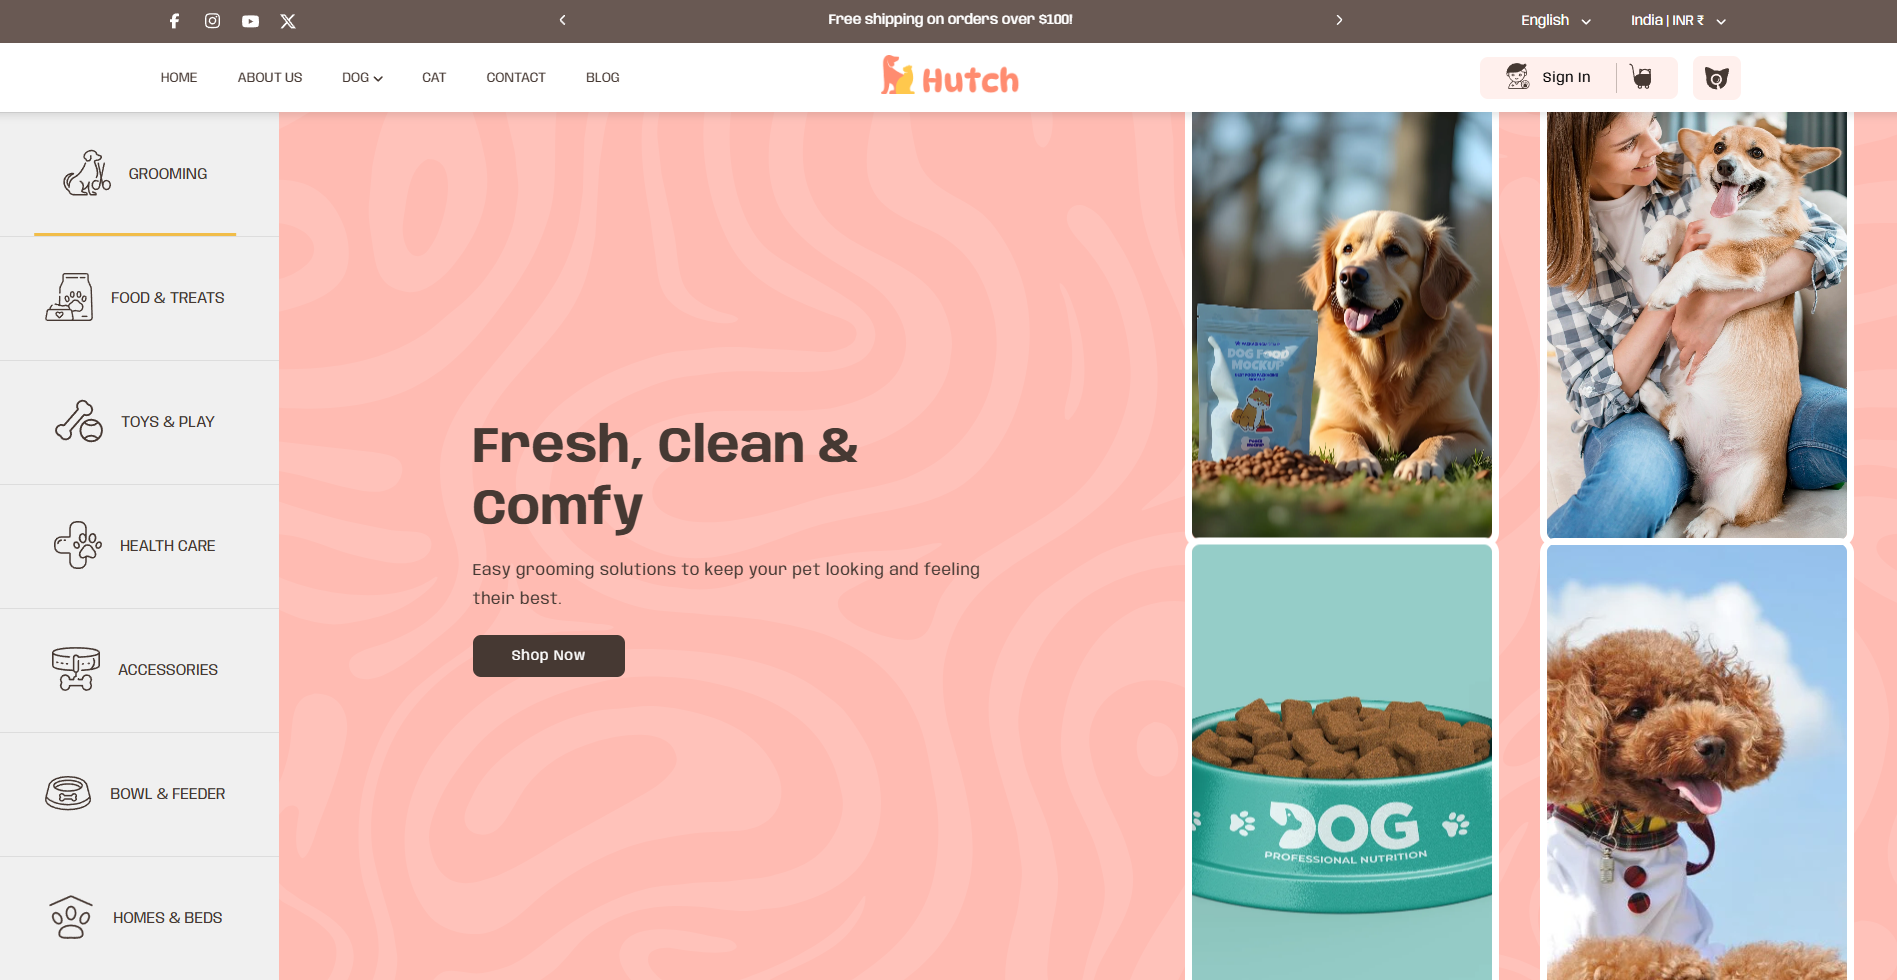 Free shipping on orders over $100!
English
India | INR ₹
HOME
ABOUT US
DOG
CAT
CONTACT
BLOG
Hutch
Sign In
GROOMING
FOOD & TREATS
TOYS & PLAY
HEALTH CARE
ACCESSORIES
BOWL & FEEDER
HOMES & BEDS
Fresh, Clean &
Comfy
Easy grooming solutions to keep your pet looking and feeling
their best.
Shop Now
DOG FOOD
MOCKUP
DOG
PROFESSIONAL NUTRITION